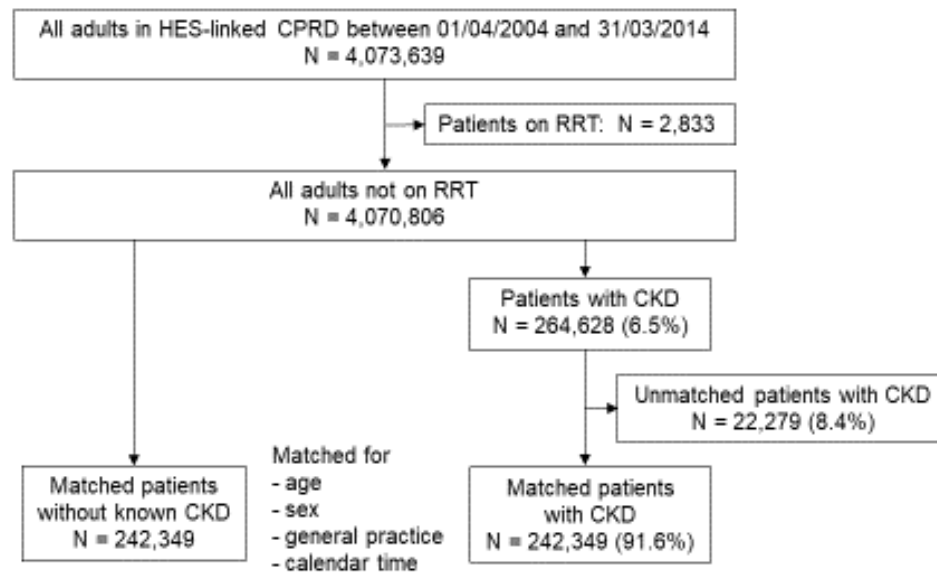 All adults in HES-linked CPRD between 01/04/2004 and 31/03/2014
N = 4,073,639
Patients on RRT: N = 2,833
All adults not on RRT
N = 4,070,806
Patients with CKD
N = 264,628 (6.5%)
Unmatched patients with CKD
N = 22,279 (8.4%)
Matched patients
without known CKD
N = 242,349
Matched for
- age
- sex
- general practice
- calendar time
Matched patients
with CKD
N = 242,349 (91.6%)